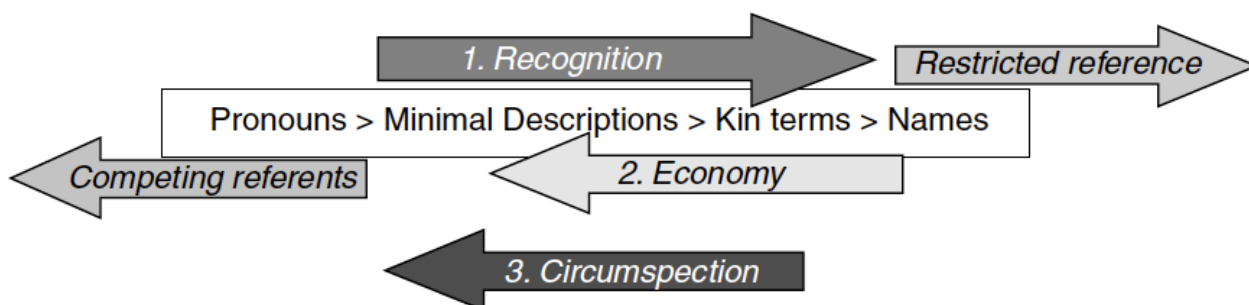 1. Recognition
Restricted reference
Pronouns > Minimal Descriptions > Kin terms > Names
Competing referents
2. Economy
3. Circumspection